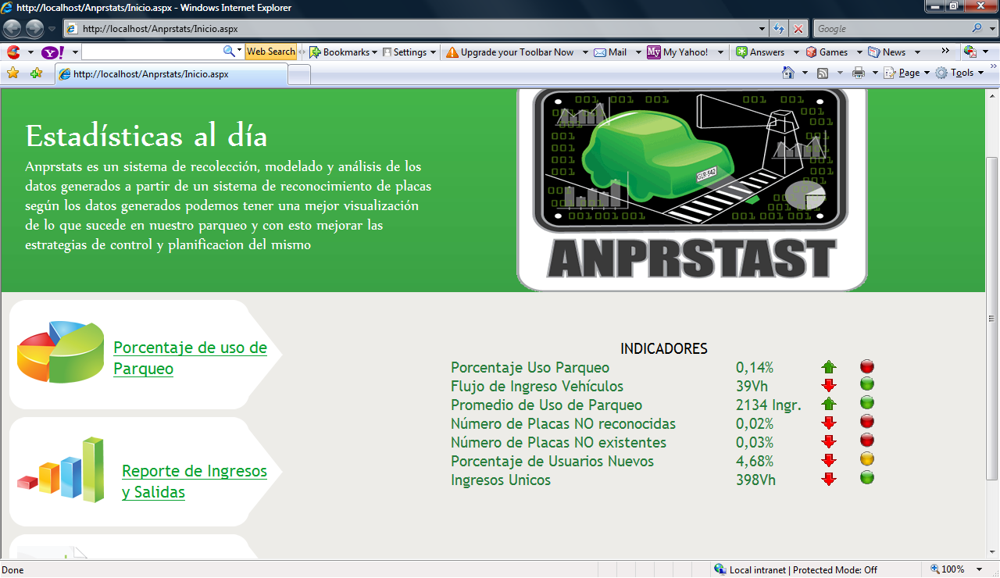 http://localhost/Anprstats/Inicio.aspx - Windows Internet Explorer
http://localhost/Anprstats/Inicio.aspx
Google
Web Search
Bookmarks
Settings
Upgrade your Toolbar Now
Mail
My Yahoo!
Answers
Games
News
http://localhost/Anprstats/Inicio.aspx
Page
Tools
Estadísticas al día
Anprstats es un sistema de recolección, modelado y análisis de los
datos generados a partir de un sistema de reconocimiento de placas
según los datos generados podemos tener una mejor visualización
de lo que sucede en nuestro parqueo y con esto mejorar las
estrategias de control y planificacion del mismo
GLR-542
ANPRSTAST
Porcentaje de uso de
Parqueo
Reporte de Ingresos
y Salidas
INDICADORES
Porcentaje Uso Parqueo 0,14%
Flujo de Ingreso Vehículos 39Vh
Promedio de Uso de Parqueo 2134 Ingr.
Número de Placas NO reconocidas 0,02%
Número de Placas NO existentes 0,03%
Porcentaje de Usuarios Nuevos 4,68%
Ingresos Unicos 398Vh
Done
Local intranet | Protected Mode: Off
100%